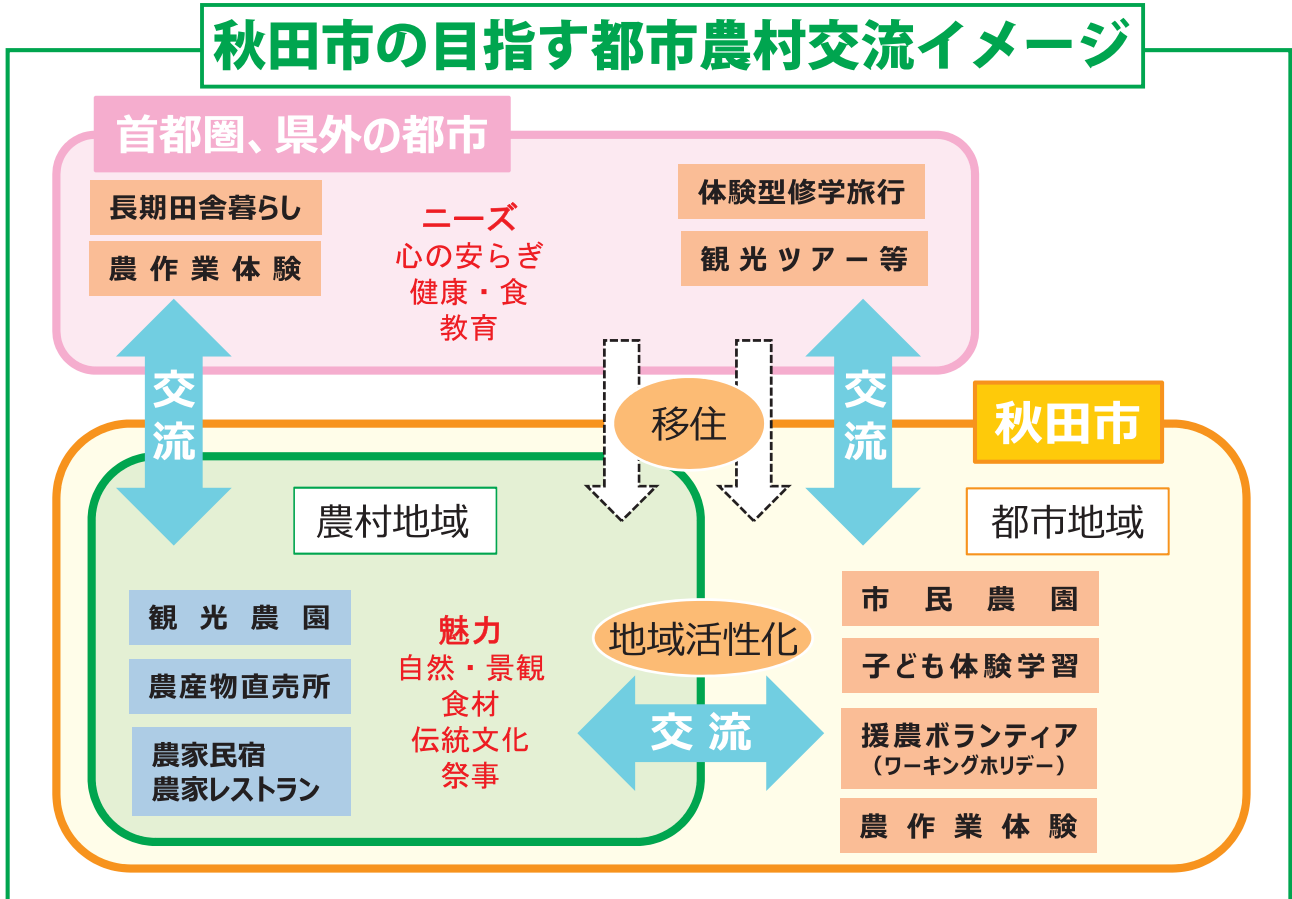 秋田市の目指す都市農村交流イメージ
首都圏、県外の都市
長期田舎暮らし
農作業体験
ニーズ
心の安らぎ
健康・食
教育
体験型修学旅行
観光ツアー等
交流
移住
交流
秋田市
農村地域
都市地域
観光農園
農産物直売所
農家民宿
農家レストラン
魅力
自然・景観
食材
伝統文化
祭事
地域活性化
交流
市民農園
子ども体験学習
援農ボランティア
（ワーキングホリデー）
農作業体験